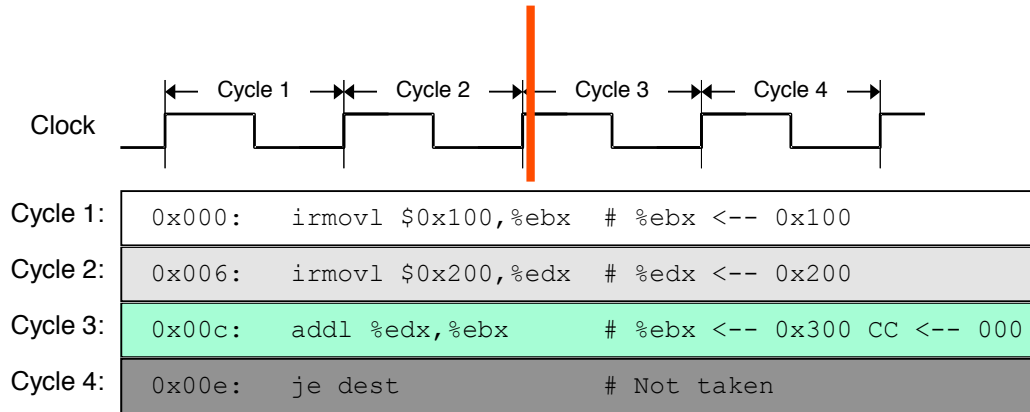 Cycle 1 Cycle 2 Cycle 3 Cycle 4
Clock
Cycle 1: 0x000: irmovl $0x100,%ebx # %ebx <-- 0x100
Cycle 2: 0x006: irmovl $0x200,%edx # %edx <-- 0x200
Cycle 3: 0x00c: addl %edx,%ebx # %ebx <-- 0x300 CC <-- 000
Cycle 4: 0x00e: je dest # Not taken